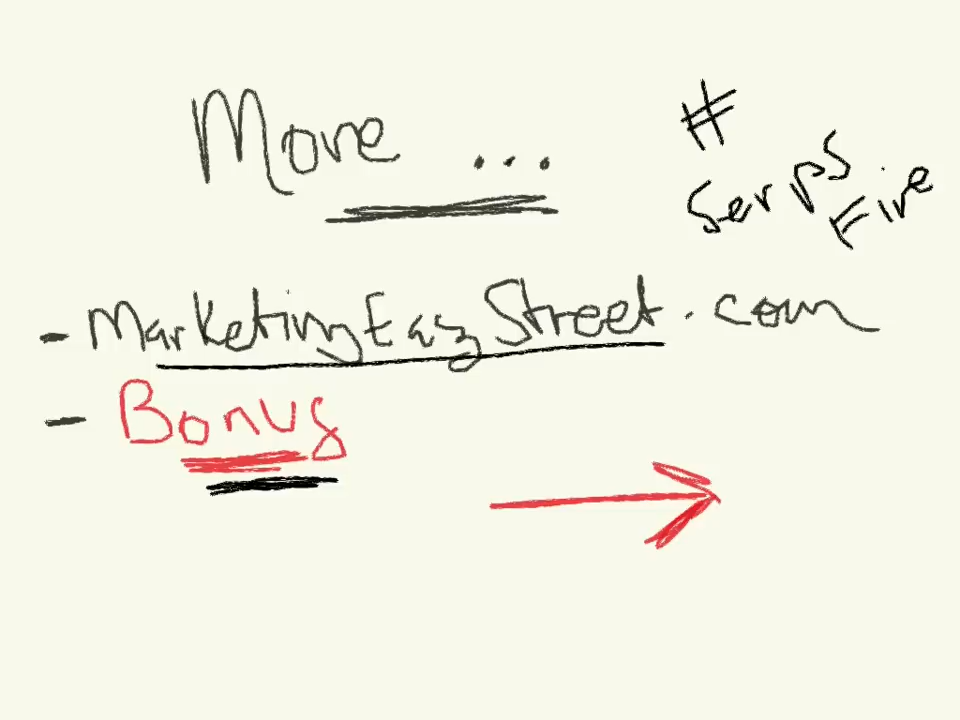 More ...
#
Serps
Fire
- MarketingEasyStreet.com
- Bonus